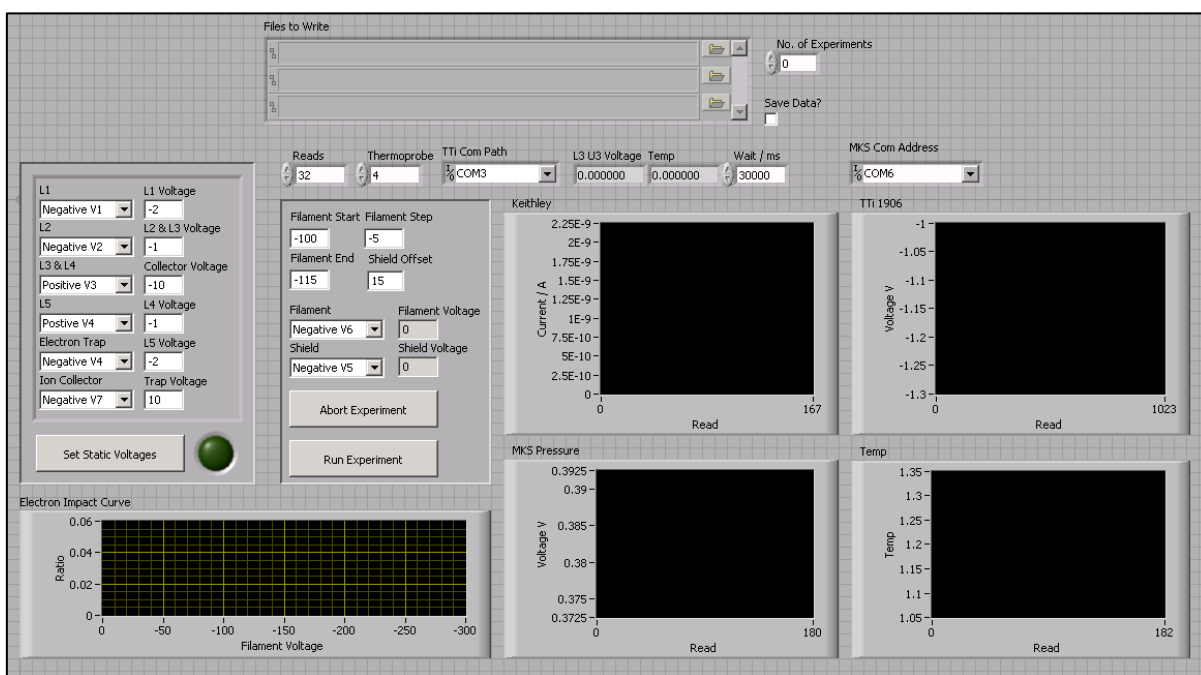 Files to Write
No. of Experiments
0
Save Data?
Reads
Thermoprobe
TTi Com Path
L3 U3 Voltage
Temp
Wait / ms
MKS Com Address
32
4
I/O COM3
0.000000
0.000000
30000
I/O COM6
L1
L1 Voltage
Negative V1
-2
L2
L2 & L3 Voltage
Negative V2
-1
L3 & L4
Collector Voltage
Positive V3
-10
L5
L4 Voltage
Postive V4
-1
Electron Trap
L5 Voltage
Negative V4
-2
Ion Collector
Trap Voltage
Negative V7
10
Set Static Voltages
Filament Start
Filament Step
-100
-5
Filament End
Shield Offset
-115
15
Filament
Filament Voltage
Negative V6
0
Shield
Shield Voltage
Negative V5
0
Abort Experiment
Run Experiment
Keithley
2.25E-9
2E-9
1.75E-9
1.5E-9
1.25E-9
1E-9
7.5E-10
5E-10
2.5E-10
0
Current / A
0
167
Read
TTi 1906
-1
-1.05
-1.1
-1.15
-1.2
-1.25
-1.3
Voltage V
0
1023
Read
Electron Impact Curve
0.06
0.04
0.02
0
Ratio
0
-50
-100
-150
-200
-250
-300
Filament Voltage
MKS Pressure
0.3925
0.39
0.385
0.38
0.375
0.3725
Voltage V
0
180
Read
Temp
1.35
1.3
1.25
1.2
1.15
1.1
1.05
Temp
0
182
Read